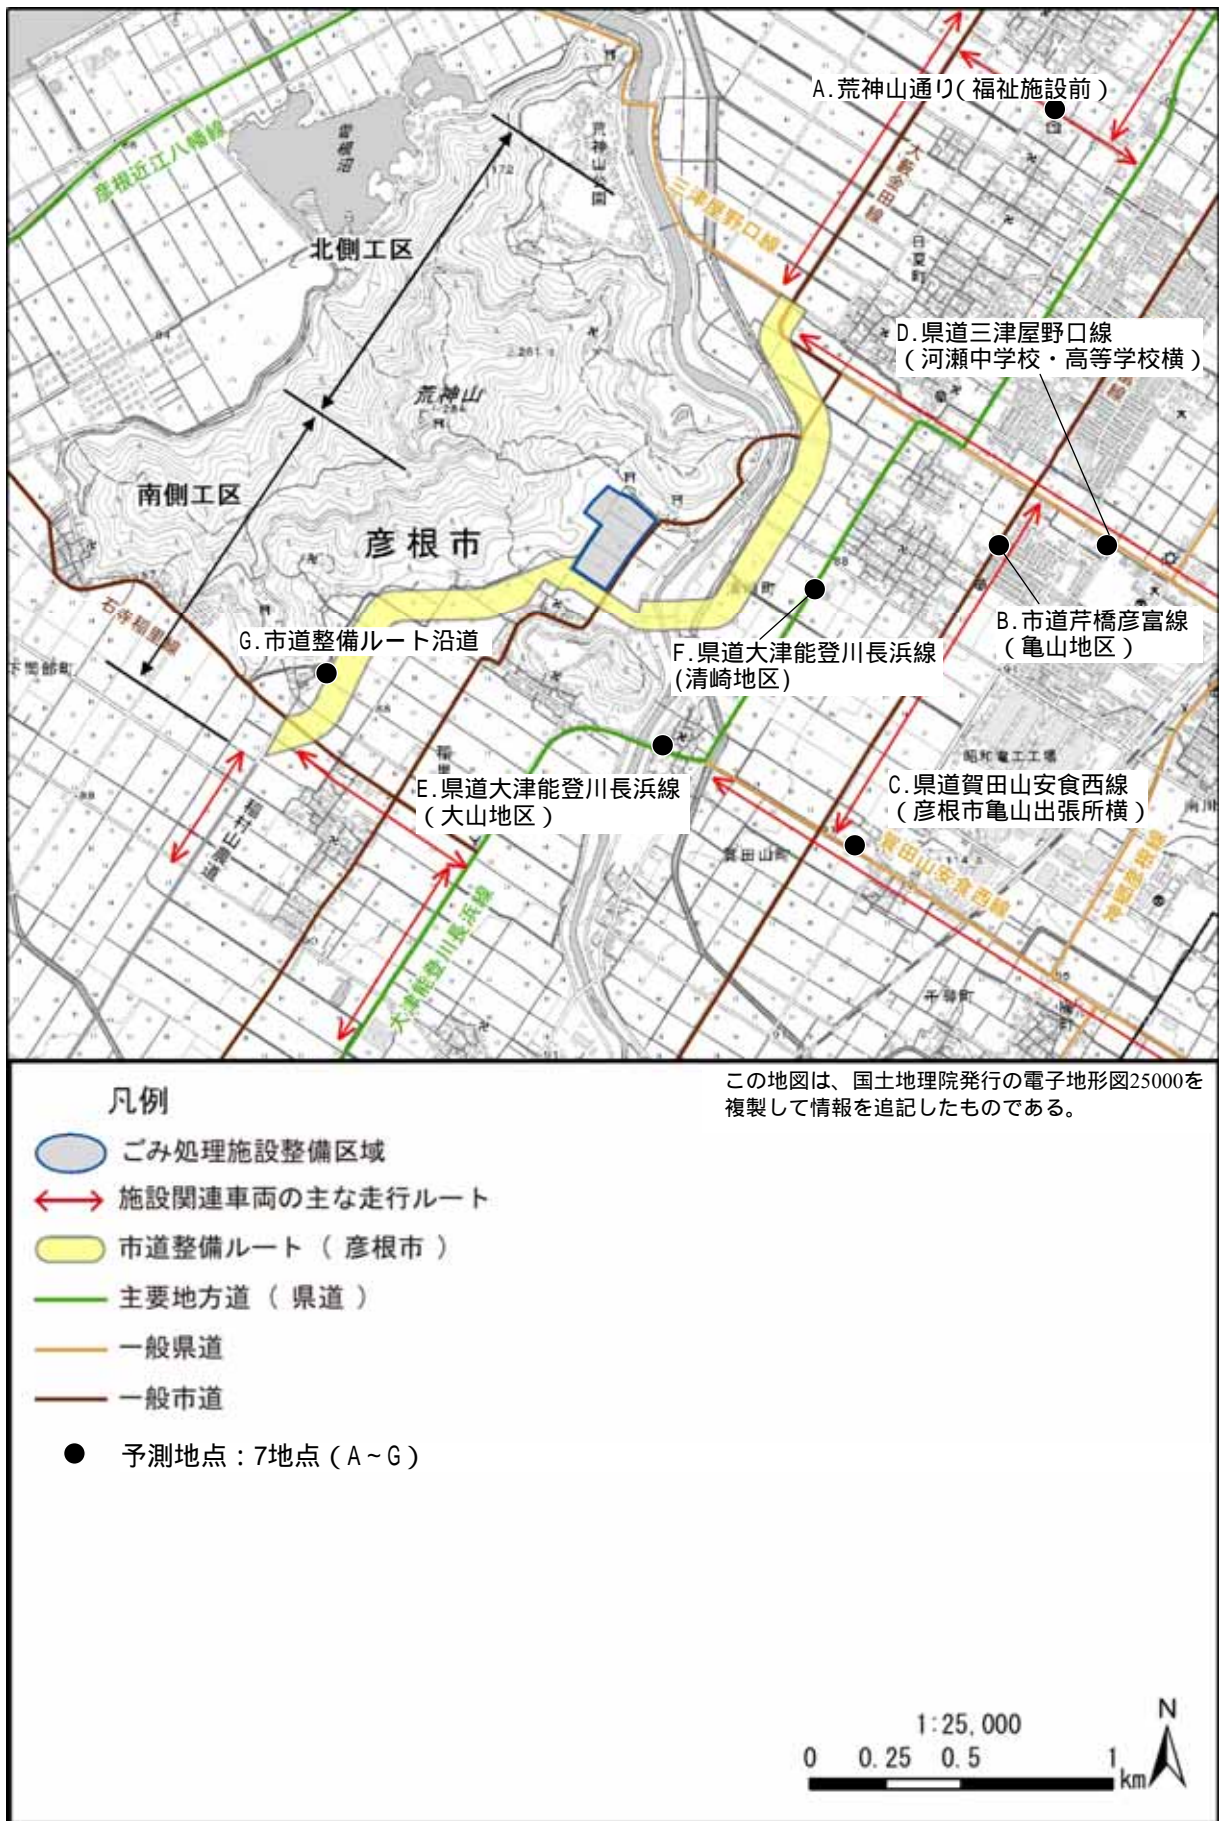 A.荒神山通り(福祉施設前)
彦根近江八幡線
曽根沼
荒神山
大藪金田線
三津屋野口線
日夏町
北側工区
D.県道三津屋野口線
(河瀬中学校・高等学校横)
荒神山
南側工区
彦根市
石寺稲里線
G.市道整備ルート沿道
B.市道芹橋彦富線
(亀山地区)
F.県道大津能登川長浜線
(清崎地区)
昭和電工工場
E.県道大津能登川長浜線
(大山地区)
C.県道賀田山安食西線
(彦根市亀山出張所横)
稲村山農道
賀田山町
賀田山安食西線
大津能登川長浜線
凡例
この地図は、国土地理院発行の電子地形図25000を
複製して情報を追記したものである。
ごみ処理施設整備区域
施設関連車両の主な走行ルート
市道整備ルート(彦根市)
主要地方道(県道)
一般県道
一般市道
予測地点:7地点(A~G)
N
1:25,000
0 0.25 0.5 1
km